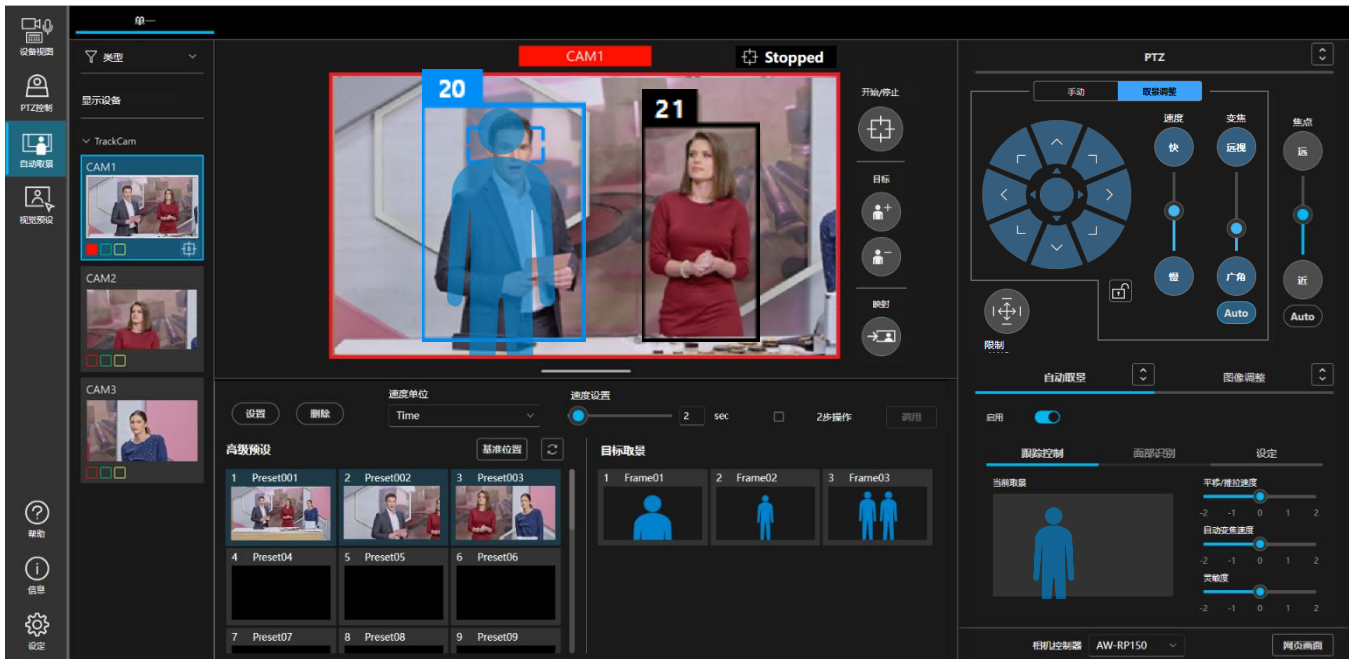 设备视图
PTZ控制
自动取景
视觉预设
帮助
信息
设定
单一
类型
显示设备
TrackCam
CAM1
CAM2
CAM3
CAM1
Stopped
20
21
开始/停止
目标
映射
设置
删除
速度单位
Time
速度设置
2 sec
2步操作
调用
高级预设
基准位置
1 Preset001
2 Preset002
3 Preset003
4 Preset04
5 Preset05
6 Preset06
7 Preset07
8 Preset08
9 Preset09
目标取景
1 Frame01
2 Frame02
3 Frame03
PTZ
手动
取景调整
速度
变焦
焦点
快
远视
远
慢
广角
近
Auto
Auto
限制
自动取景
图像调整
启用
跟踪控制
面部识别
设定
当前取景
平移/推拉速度
-2 -1 0 1 2
自动变焦速度
-2 -1 0 1 2
灵敏度
-2 -1 0 1 2
相机控制器
AW-RP150
网页画面